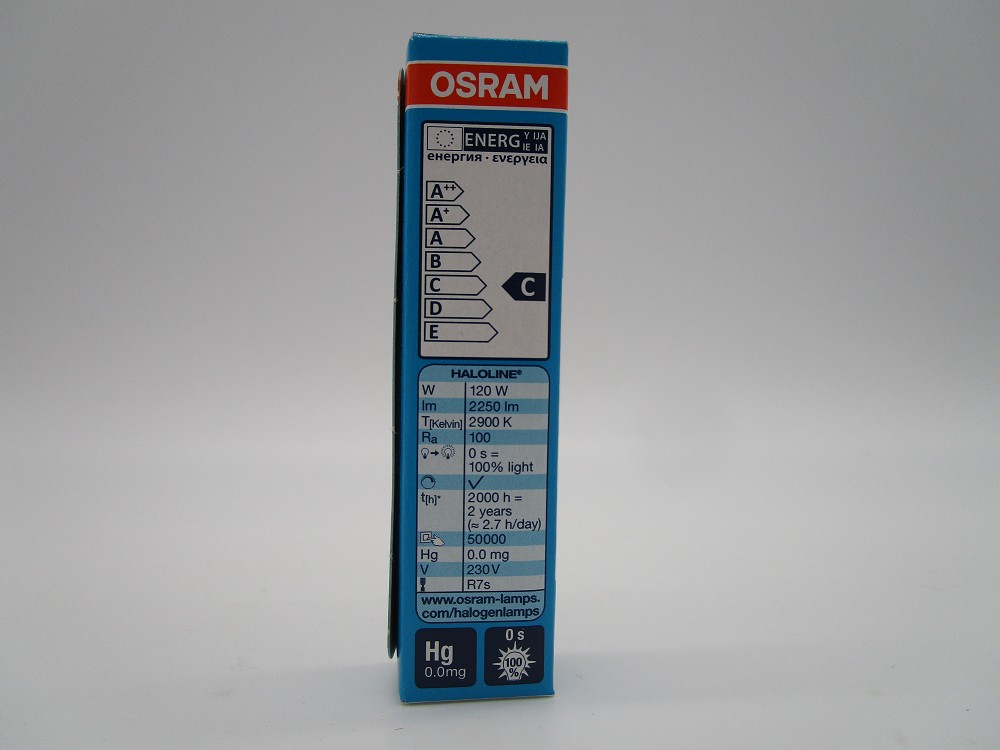 OSRAM
ENERG Y IJA
IE IA
енергия · ενεργεια
A++
A+
A
B
C
C
D
E
HALOLINE®
W 120 W
lm 2250 lm
T[Kelvin] 2900 K
Ra 100
0 s =
100% light
t[h]* 2000 h =
2 years
(≈ 2.7 h/day)
50000
Hg 0.0 mg
V 230 V
R7s
www.osram-lamps.
com/halogenlamps
Hg
0.0mg
0 s
100
%